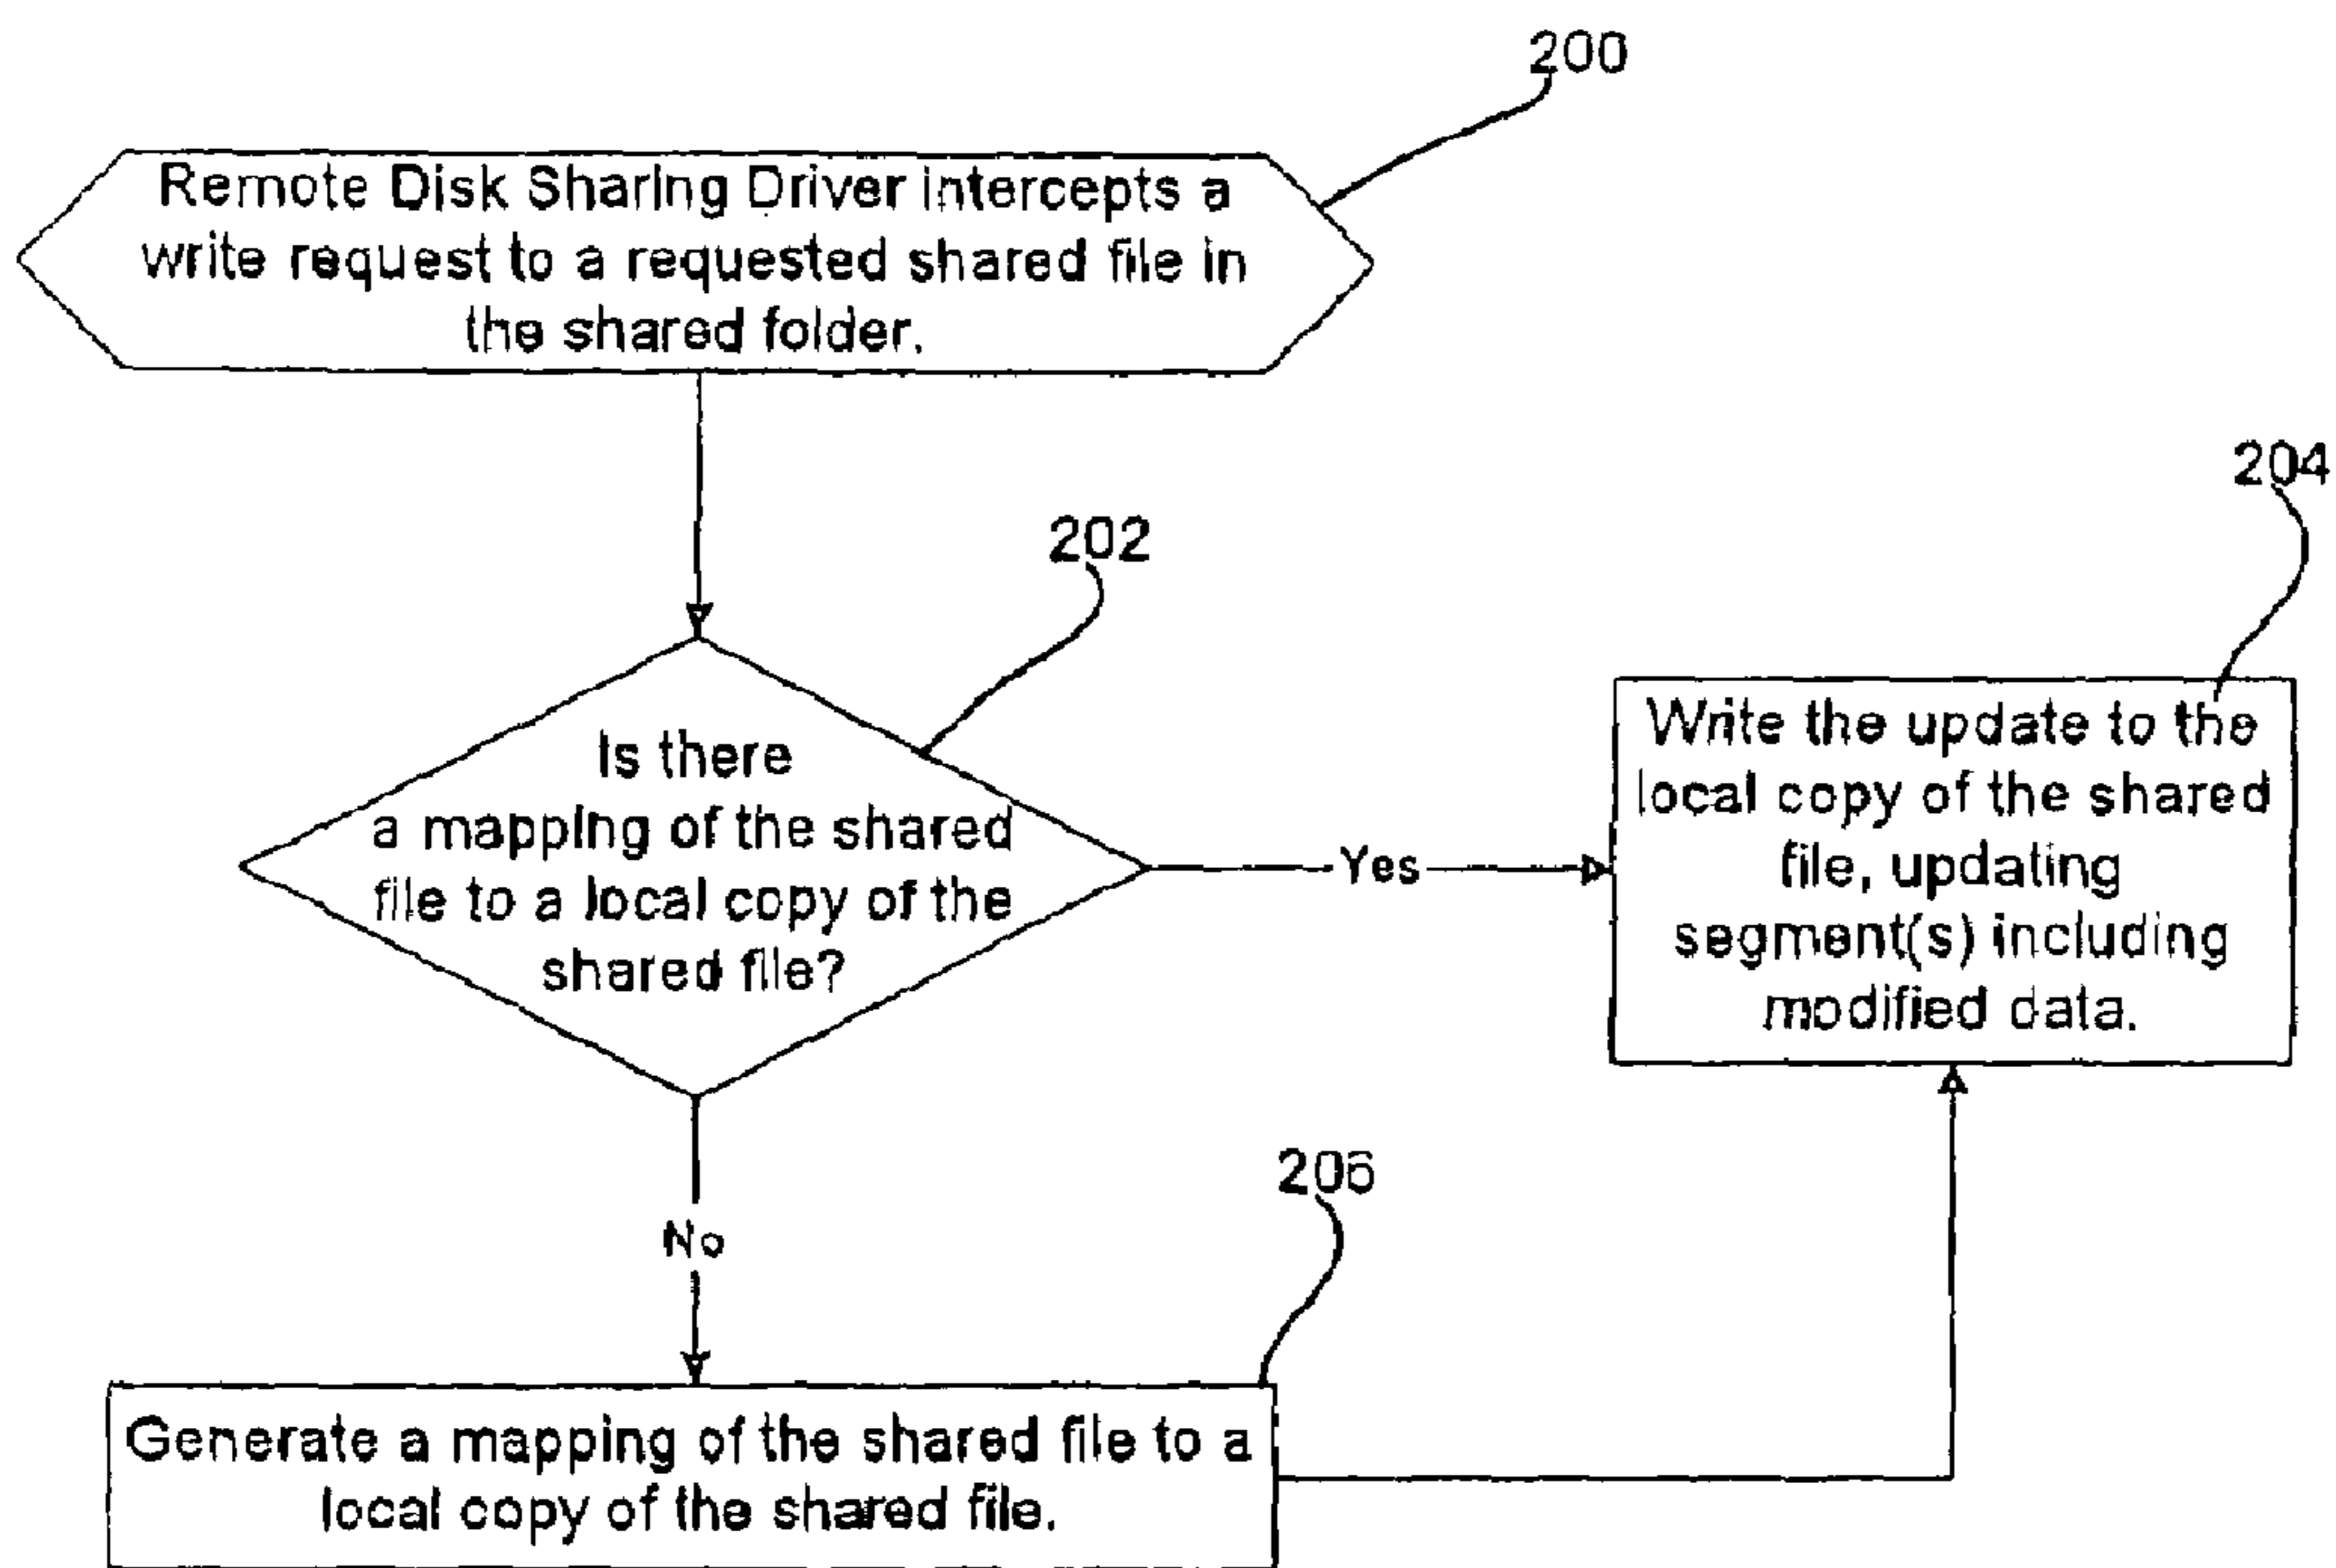 200
Remote Disk Sharing Driver intercepts a
write request to a requested shared file in
the shared folder.
204
202
Is there
a mapping of the shared
file to a local copy of the
shared file?
Yes
Write the update to the
local copy of the shared
file, updating
segment(s) including
modified data.
No
206
Generate a mapping of the shared file to a
local copy of the shared file.